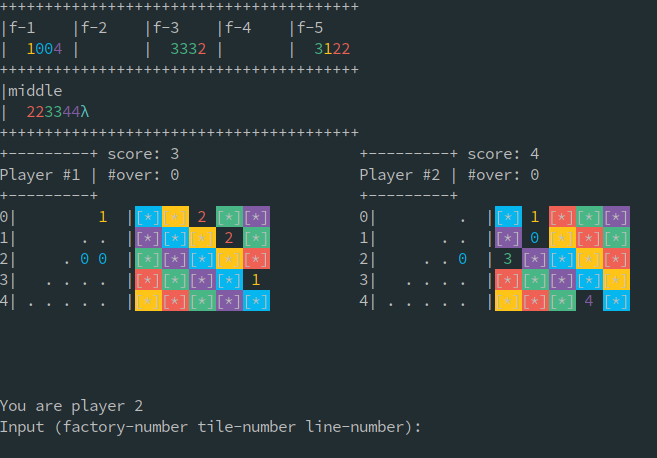 ++++++++++++++++++++++++++++++++++++++++
|f-1    |f-2    |f-3    |f-4    |f-5
|  1004 |       |  3332 |       |  3122
++++++++++++++++++++++++++++++++++++++++
|middle
|  223344λ
++++++++++++++++++++++++++++++++++++++++
+---------+ score: 3                    +---------+ score: 4
Player #1 | #over: 0                    Player #2 | #over: 0
+---------+                             +---------+
0|         1  |[*][*] 2 [*][*]          0|         .  |[*] 1 [*][*][*]
1|       . .  |[*][*][*] 2 [*]          1|       . .  |[*] 0 [*][*][*]
2|     . 0 0  |[*][*][*][*][*]          2|     . . 0  | 3 [*][*][*][*]
3|   . . . .  |[*][*][*][*] 1           3|   . . . .  |[*][*][*][*][*]
4| . . . . .  |[*][*][*][*][*]          4| . . . . .  |[*][*][*] 4 [*]
You are player 2
Input (factory-number tile-number line-number):